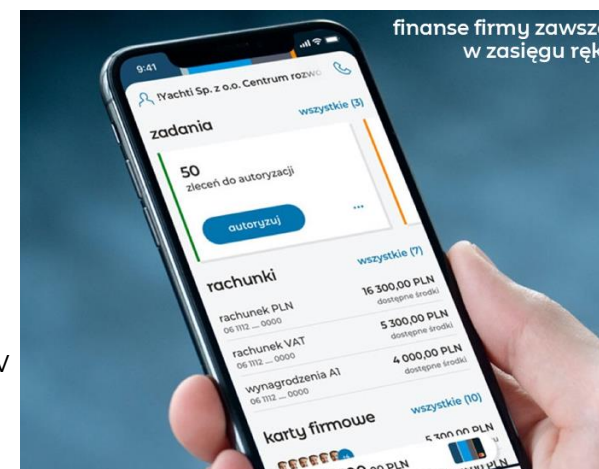 finanse firmy zawsze
w zasięgu ręk
9:41
!Yachti Sp. z o.o. Centrum rozwo
zadania
wszystkie (3)
50
zleceń do autoryzacji
autoryzuj
...
rachunki
wszystkie (7)
rachunek PLN
16 300,00 PLN
06 1112 .... 0000
dostępne środki
rachunek VAT
5 300,00 PLN
06 1112 .... 0000
dostępne środki
wynagrodzenia A1
4 000,00 PLN
06 1112 .... 0000
dostępne środki
karty firmowe
wszystkie (10)
5 300,00 PLN
V